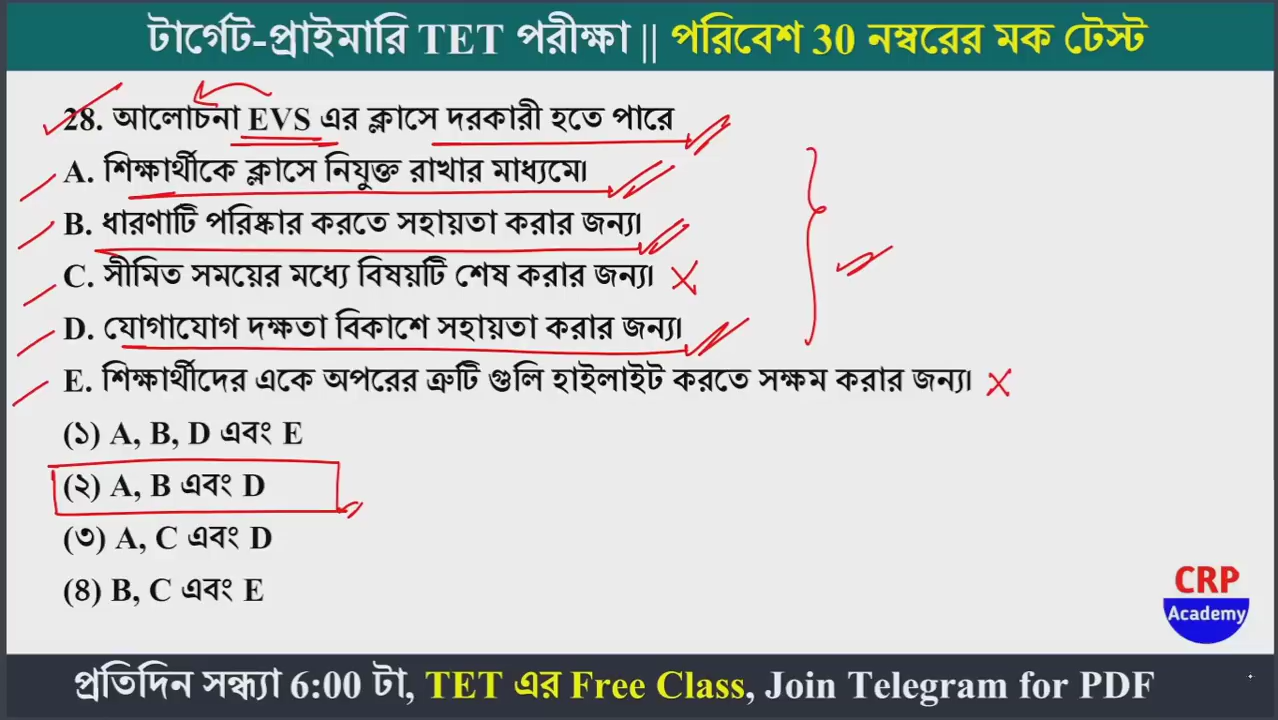 টার্গেট-প্রাইমারি TET পরীক্ষা || পরিবেশ 30 নম্বরের মক টেস্ট
28. আলোচনা EVS এর ক্লাসে দরকারী হতে পারে
A. শিক্ষার্থীকে ক্লাসে নিযুক্ত রাখার মাধ্যমে।
B. ধারণাটি পরিষ্কার করতে সহায়তা করার জন্য।
C. সীমিত সময়ের মধ্যে বিষয়টি শেষ করার জন্য।
D. যোগাযোগ দক্ষতা বিকাশে সহায়তা করার জন্য।
E. শিক্ষার্থীদের একে অপরের ত্রুটি গুলি হাইলাইট করতে সক্ষম করার জন্য।
(১) A, B, D এবং E
(২) A, B এবং D
(৩) A, C এবং D
(8) B, C এবং E
CRP
Academy
প্রতিদিন সন্ধ্যা 6:00 টা, TET এর Free Class, Join Telegram for PDF